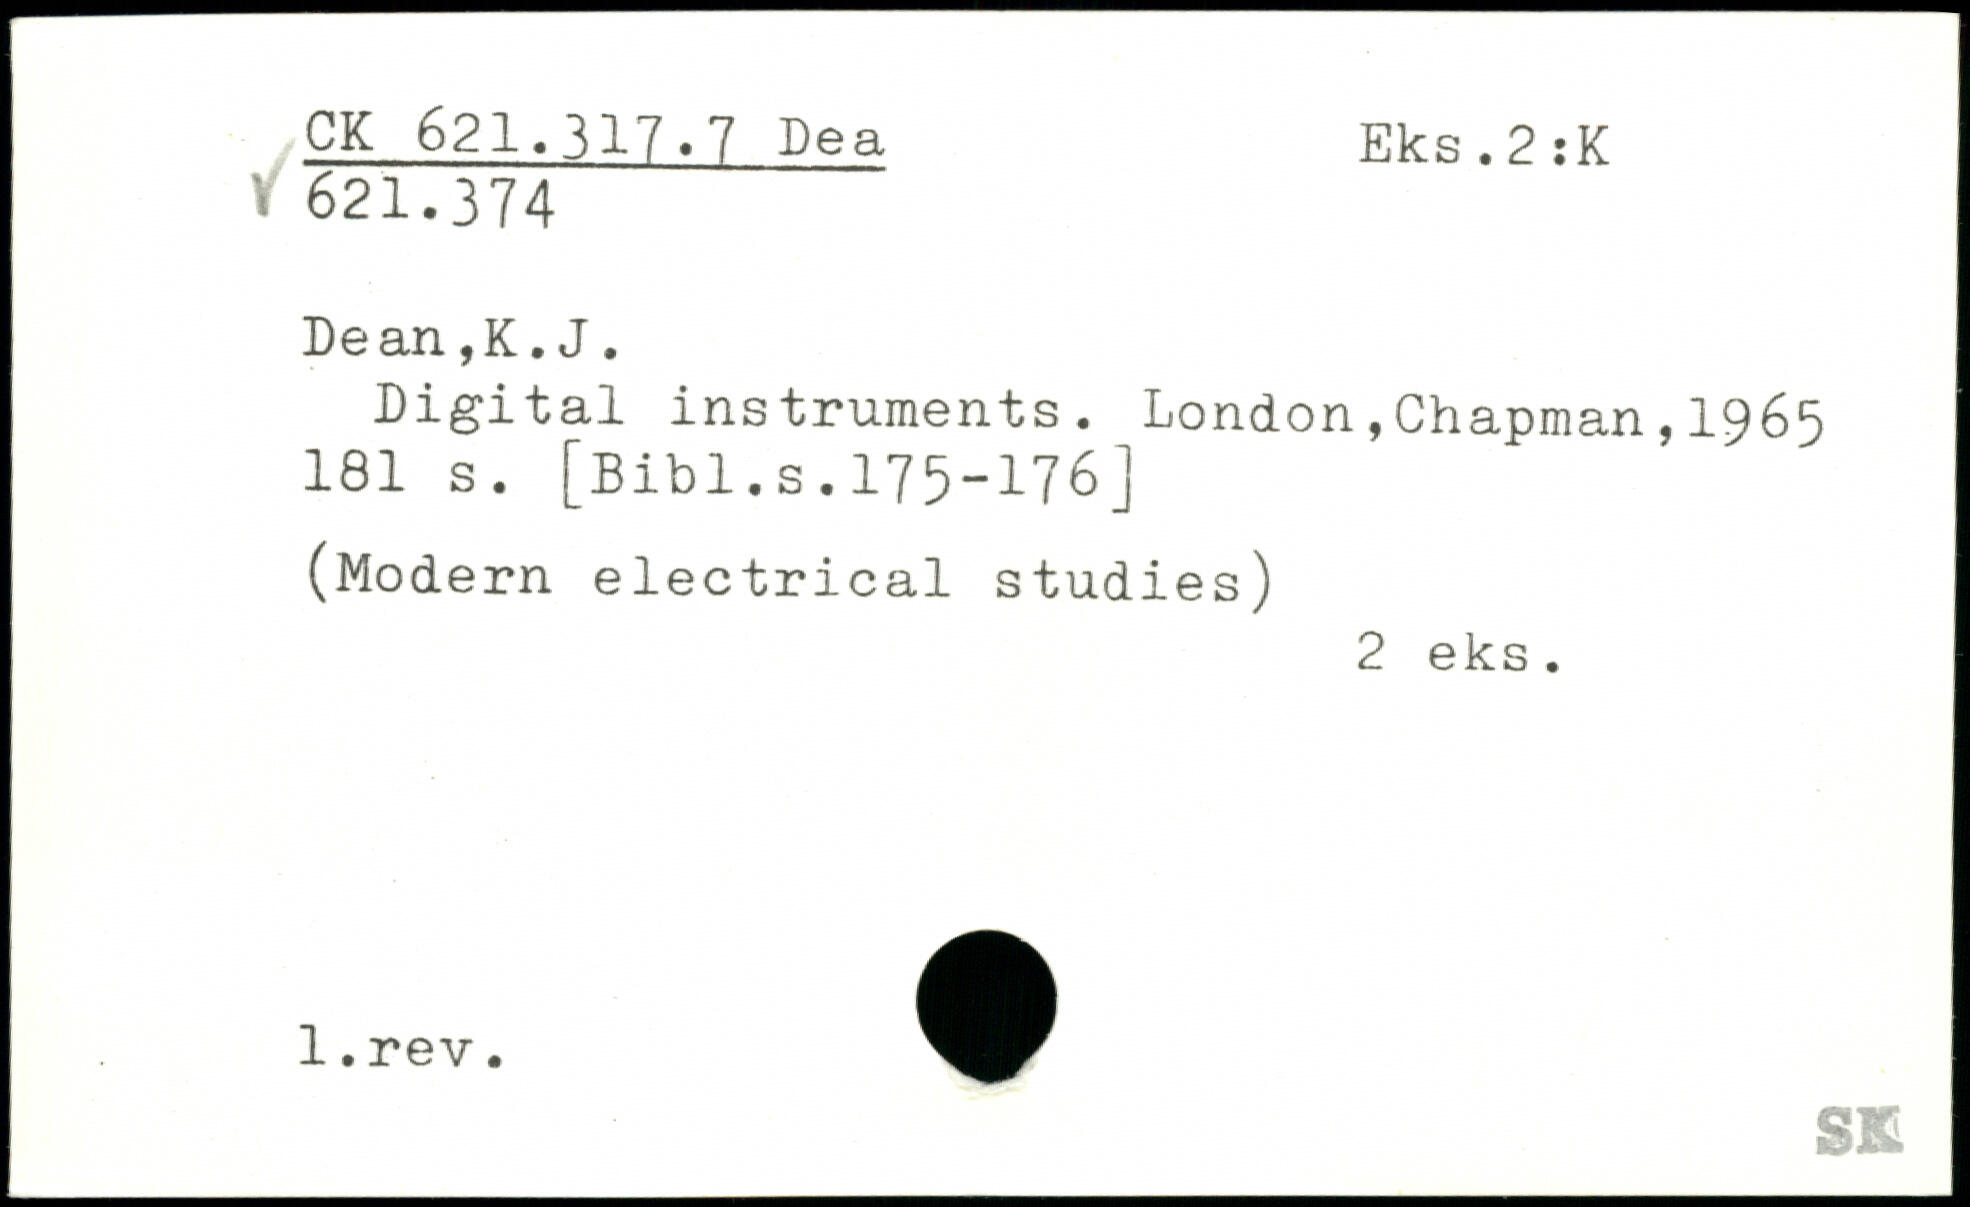 CK 621.317.7 Dea Eks.2:K
621.374
Dean,K.J.
Digital instruments. London,Chapman,1965
181 s. [Bibl.s.175-176]
(Modern electrical studies)
2 eks.
1.rev.
SK